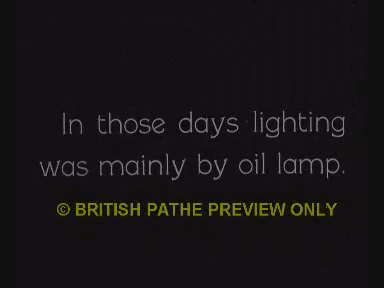 In those days lighting
was mainly by oil lamp.
© BRITISH PATHE PREVIEW ONLY